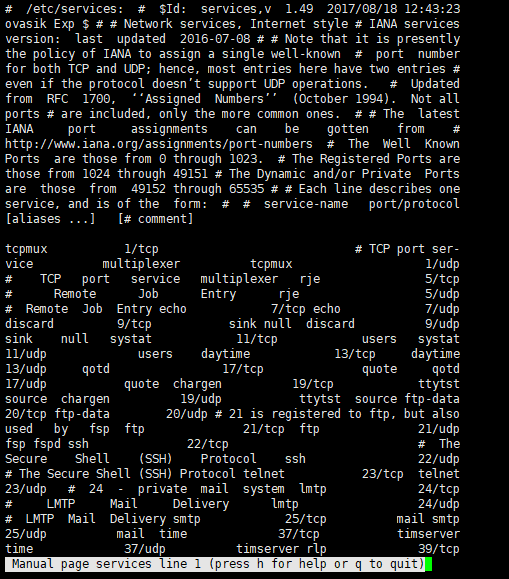 # /etc/services: # $Id: services,v 1.49 2017/08/18 12:43:23
ovasik Exp $ # # Network services, Internet style # IANA services
version: last updated 2016-07-08 # # Note that it is presently
the policy of IANA to assign a single well-known # port number
for both TCP and UDP; hence, most entries here have two entries #
even if the protocol doesn’t support UDP operations. # Updated
from RFC 1700, ‘‘Assigned Numbers’’ (October 1994). Not all
ports # are included, only the more common ones. # # The latest
IANA port assignments can be gotten from #
http://www.iana.org/assignments/port-numbers # The Well Known
Ports are those from 0 through 1023. # The Registered Ports are
those from 1024 through 49151 # The Dynamic and/or Private Ports
are those from 49152 through 65535 # # Each line describes one
service, and is of the form: # # service-name port/protocol
[aliases ...] [# comment]
tcpmux 1/tcp # TCP port ser-
vice multiplexer tcpmux 1/udp
# TCP port service multiplexer rje 5/tcp
# Remote Job Entry rje 5/udp
# Remote Job Entry echo 7/tcp echo 7/udp
discard 9/tcp sink null discard 9/udp
sink null systat 11/tcp users systat
11/udp users daytime 13/tcp daytime
13/udp qotd 17/tcp quote qotd
17/udp quote chargen 19/tcp ttytst
source chargen 19/udp ttytst source ftp-data
20/tcp ftp-data 20/udp # 21 is registered to ftp, but also
used by fsp ftp 21/tcp ftp 21/udp
fsp fspd ssh 22/tcp # The
Secure Shell (SSH) Protocol ssh 22/udp
# The Secure Shell (SSH) Protocol telnet 23/tcp telnet
23/udp # 24 - private mail system lmtp 24/tcp
# LMTP Mail Delivery lmtp 24/udp
# LMTP Mail Delivery smtp 25/tcp mail smtp
25/udp mail time 37/tcp timserver
time 37/udp timserver rlp 39/tcp
Manual page services line 1 (press h for help or q to quit)